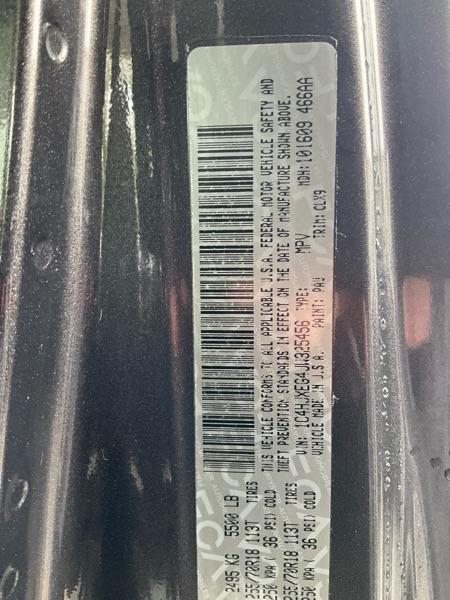 2495 KG 5500 LB
255/70R18 113T TIRES
250 KPA ( 36 PSI) COLD
255/70R18 113T TIRES
250 KPA ( 36 PSI) COLD
THIS VEHICLE CONFORMS TO ALL APPLICABLE U.S.A. FEDERAL MOTOR VEHICLE SAFETY AND
THEFT PREVENTION STANDARDS IN EFFECT ON THE DATE OF MANUFACTURE SHOWN ABOVE.
VIN: 1C4HJXEG4JW325456 TYPE: MPV MDH:101609 466AA
VEHICLE MADE IN U.S.A. PAINT: PAU TRIM: CLX9